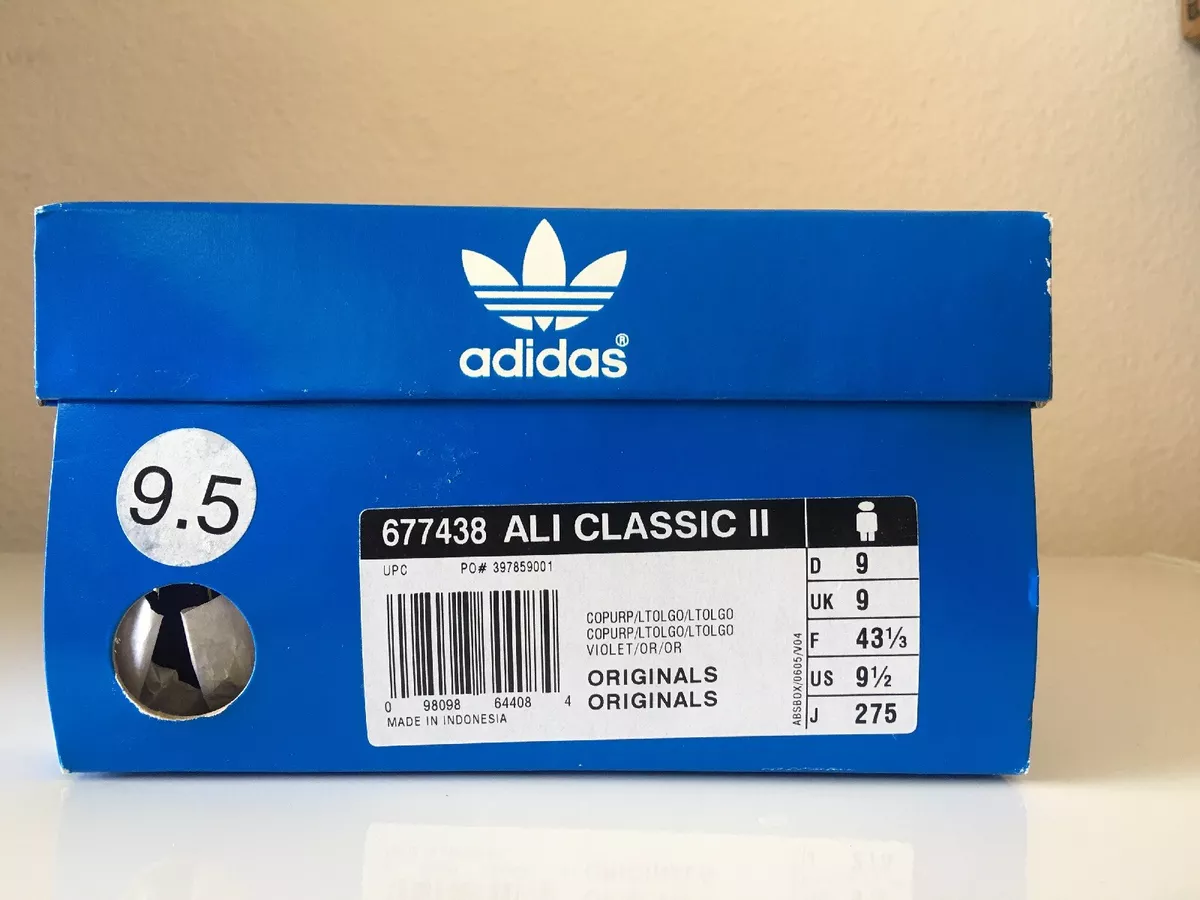 adidas®
9.5
677438 ALI CLASSIC II
UPC PO# 397859001
COPURP/LTOLGO/LTOLGO
COPURP/LTOLGO/LTOLGO
VIOLET/OR/OR
ORIGINALS
ORIGINALS
0 98098 64408 4
MADE IN INDONESIA
ABSBOX/0605/V04
D 9
UK 9
F 43⅓
US 9½
J 275